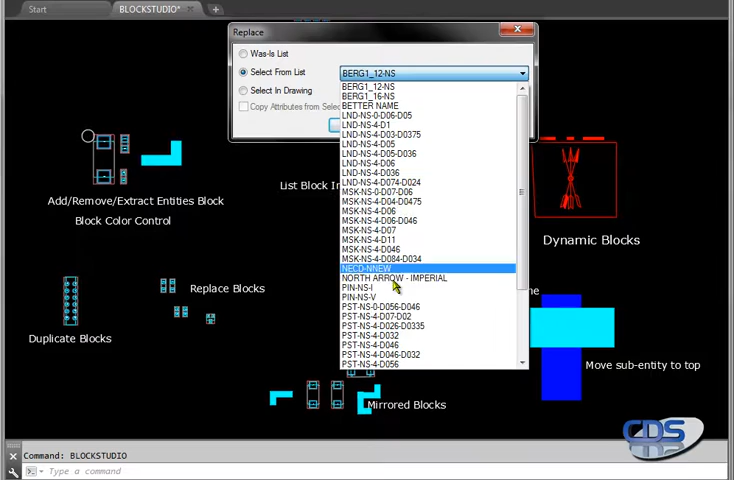 Start
BLOCKSTUDIO*
Replace
Was-Is List
Select From List
BERG1_12-NS
Select In Drawing
Copy Attributes from Selec
BERG1_12-NS
BERG1_16-NS
BETTER NAME
LND-NS-0-D06-D05
LND-NS-4-D1
LND-NS-4-D03-D0375
LND-NS-4-D05
LND-NS-4-D05-D036
LND-NS-4-D06
LND-NS-4-D036
LND-NS-4-D074-D024
MSK-NS-0-D07-D06
MSK-NS-4-D04-D0475
MSK-NS-4-D06
MSK-NS-4-D06-D046
MSK-NS-4-D07
MSK-NS-4-D11
MSK-NS-4-D046
MSK-NS-4-D084-D034
NECD-NNEW
NORTH ARROW - IMPERIAL
PIN-NS-I
PIN-NS-V
PST-NS-0-D056-D046
PST-NS-4-D07-D02
PST-NS-4-D026-D0335
PST-NS-4-D032
PST-NS-4-D046
PST-NS-4-D046-D032
PST-NS-4-D056
Add/Remove/Extract Entities Block
Block Color Control
List Block In
Dynamic Blocks
Replace Blocks
me
Duplicate Blocks
Move sub-entity to top
Mirrored Blocks
CDS
Command: BLOCKSTUDIO
Type a command